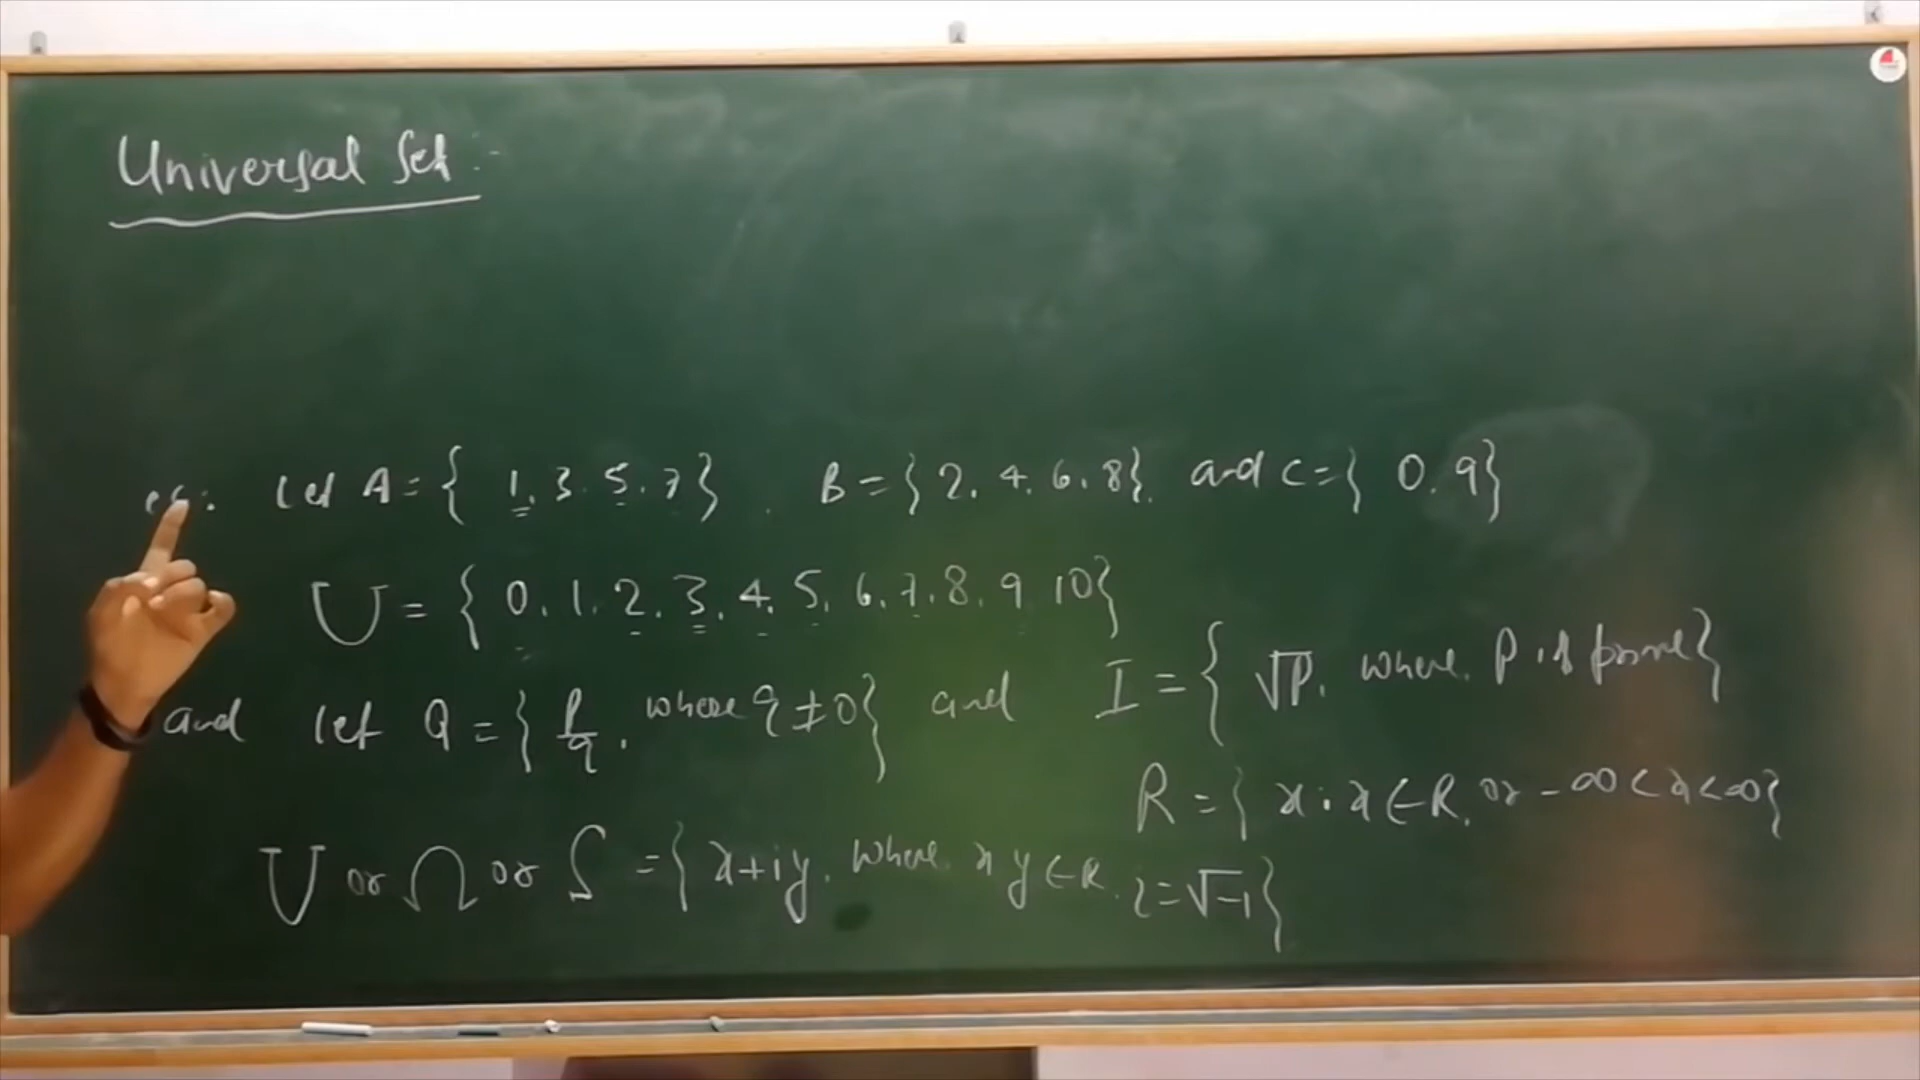 Universal Set :-
eg: Let A = { 1, 3, 5, 7 }, B = { 2, 4, 6, 8 }, and C = { 0, 9 }
U = { 0, 1, 2, 3, 4, 5, 6, 7, 8, 9 10 }
and let Q = { p/q, where q ≠ 0 } and I = { √P, where P is prime }
R = { x : x ∈ R, or -∞ < x < ∞ }
U or Ω or S = { x+iy, where x y ∈ R, i = √-1 }